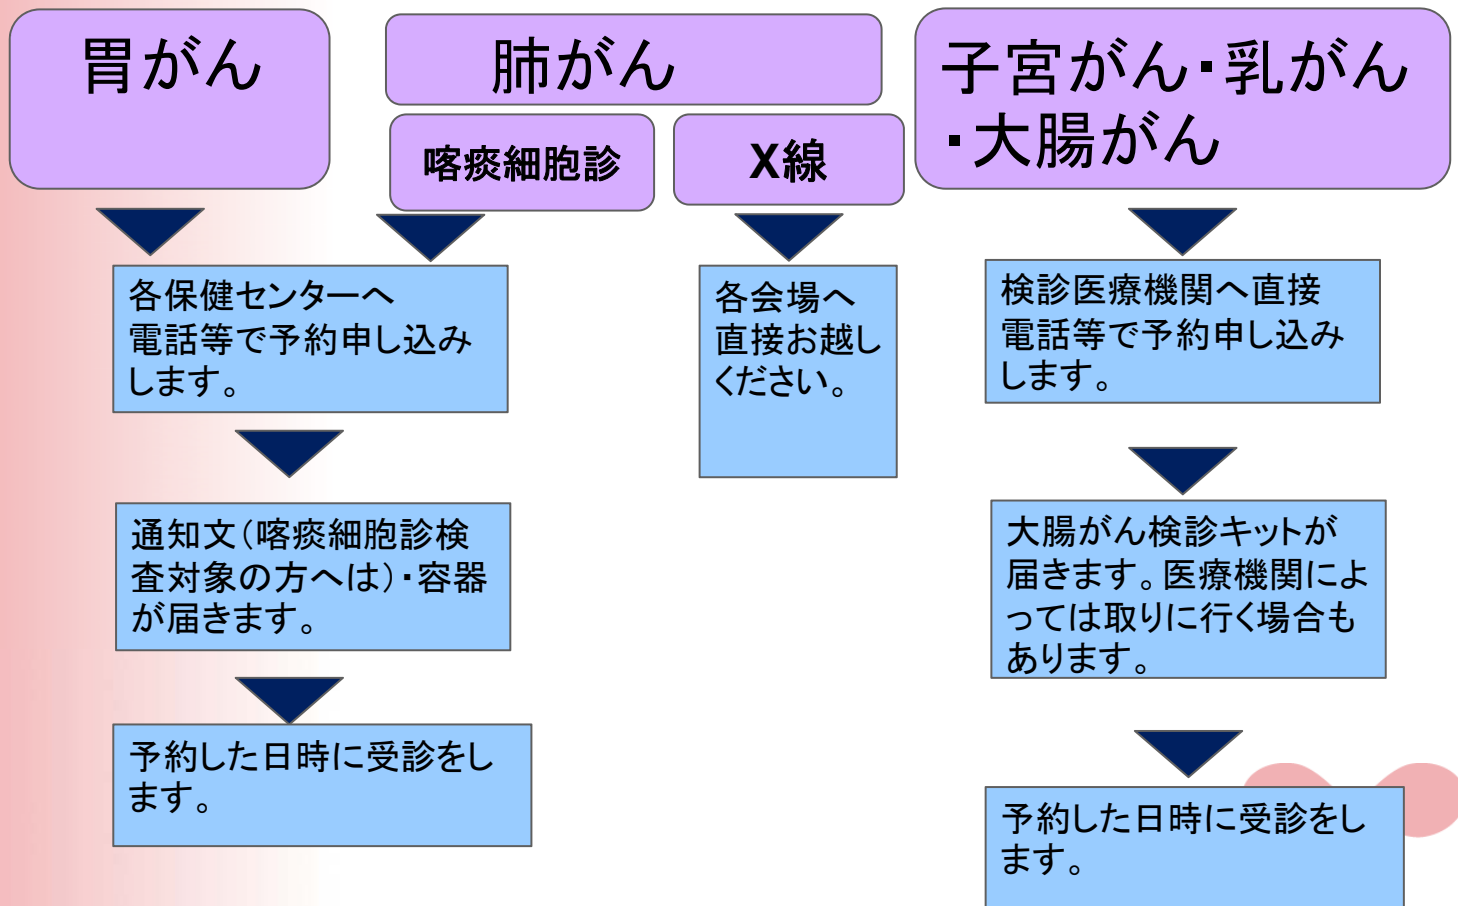 胃がん
肺がん
喀痰細胞診
X線
子宮がん・乳がん
・大腸がん
各保健センターへ
電話等で予約申し込み
します。
通知文(喀痰細胞診検
査対象の方へは)・容器
が届きます。
予約した日時に受診をし
ます。
各会場へ
直接お越し
ください。
検診医療機関へ直接
電話等で予約申し込み
します。
大腸がん検診キットが
届きます。医療機関によ
っては取りに行く場合も
あります。
予約した日時に受診をし
ます。